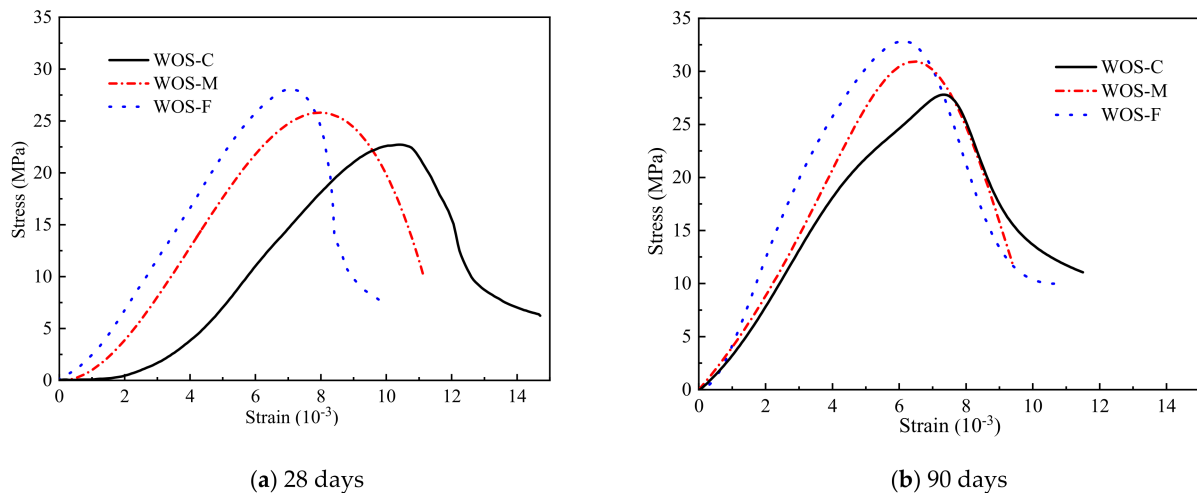 35
30
25
20
15
10
5
0
Stress (MPa)
WOS-C
WOS-M
WOS-F
0 2 4 6 8 10 12 14
Strain (10-3)
(a) 28 days
35
30
25
20
15
10
5
0
Stress (MPa)
WOS-C
WOS-M
WOS-F
0 2 4 6 8 10 12 14
Strain (10-3)
(b) 90 days